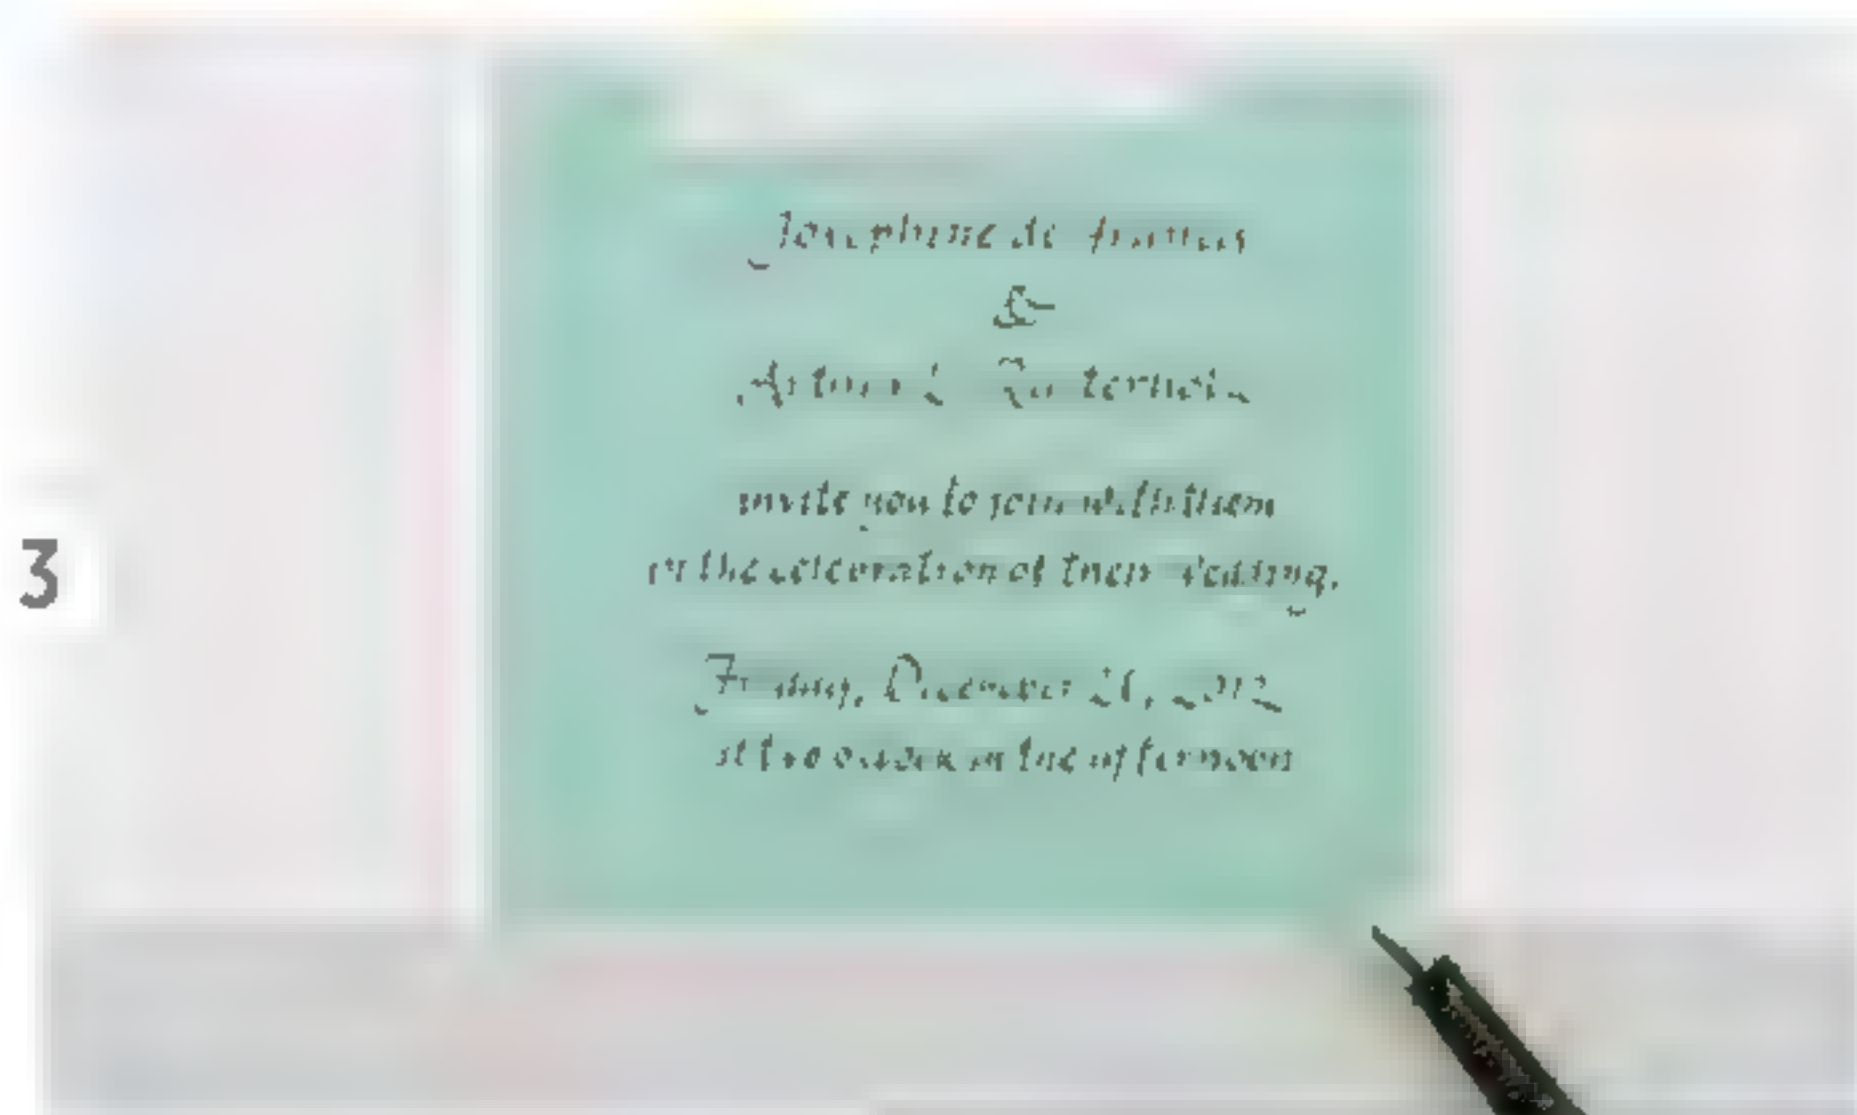 Josephine de
&
invite you to join with them
in the celebration of their wedding.
Friday, December 21, 2012
at two o'clock in the afternoon
3